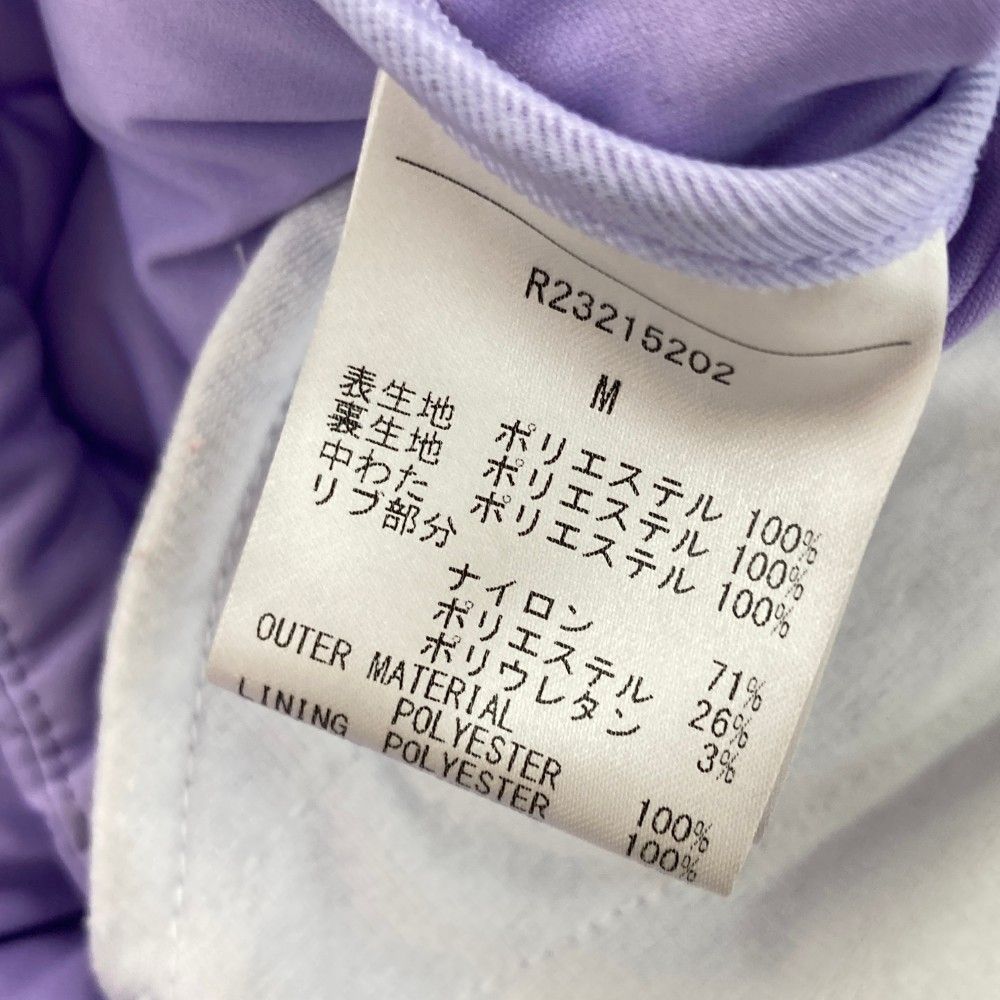 R23215202
M
表生地 ポリエステル 100%
裏生地 ポリエステル 100%
中わた ポリエステル 100%
リブ部分
ナイロン 71%
ポリエステル 26%
ポリウレタン 3%
OUTER MATERIAL
POLYESTER 100%
LINING POLYESTER 100%